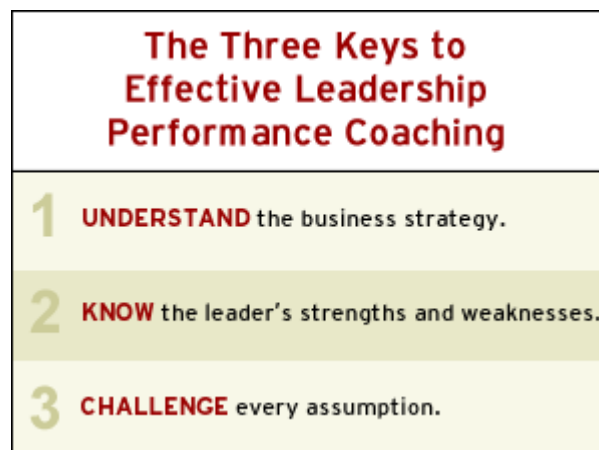 The Three Keys to
Effective Leadership
Performance Coaching
1 UNDERSTAND the business strategy.
2 KNOW the leader's strengths and weaknesses.
3 CHALLENGE every assumption.